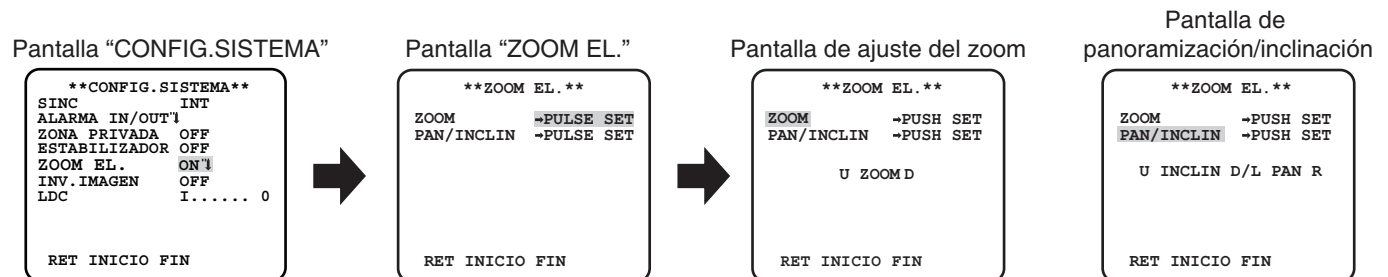 Pantalla “CONFIG.SISTEMA”
**CONFIG.SISTEMA**
SINC INT
ALARMA IN/OUT
ZONA PRIVADA OFF
ESTABILIZADOR OFF
ZOOM EL. ON
INV.IMAGEN OFF
LDC I...... 0
RET INICIO FIN
Pantalla “ZOOM EL.”
**ZOOM EL.**
ZOOM →PULSE SET
PAN/INCLIN →PULSE SET
RET INICIO FIN
Pantalla de ajuste del zoom
**ZOOM EL.**
ZOOM →PUSH SET
PAN/INCLIN →PUSH SET
U ZOOM D
RET INICIO FIN
Pantalla de
panoramización/inclinación
**ZOOM EL.**
ZOOM →PUSH SET
PAN/INCLIN →PUSH SET
U INCLIN D/L PAN R
RET INICIO FIN